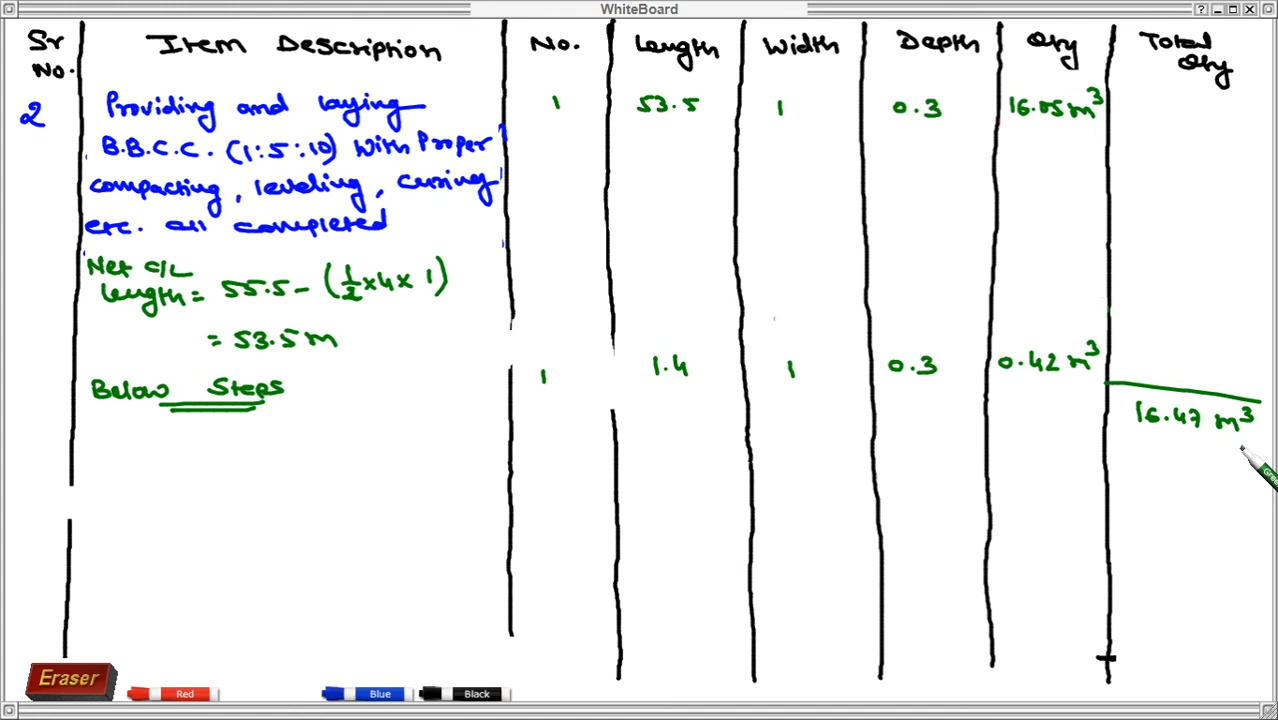 WhiteBoard
Sr No. Item Description No. Length Width Depth Qty Total Qty
2 Providing and laying 1 53.5 1 0.3 16.05 m³
B.B.C.C. (1:5:10) With Proper
compacting, leveling, curing
etc. all completed
Net C/L
length = 55.5 - (1/2 x 4 x 1)
= 53.5 m
Below Steps 1 1.4 1 0.3 0.42 m³
16.47 m³
Eraser Red Blue Black Green